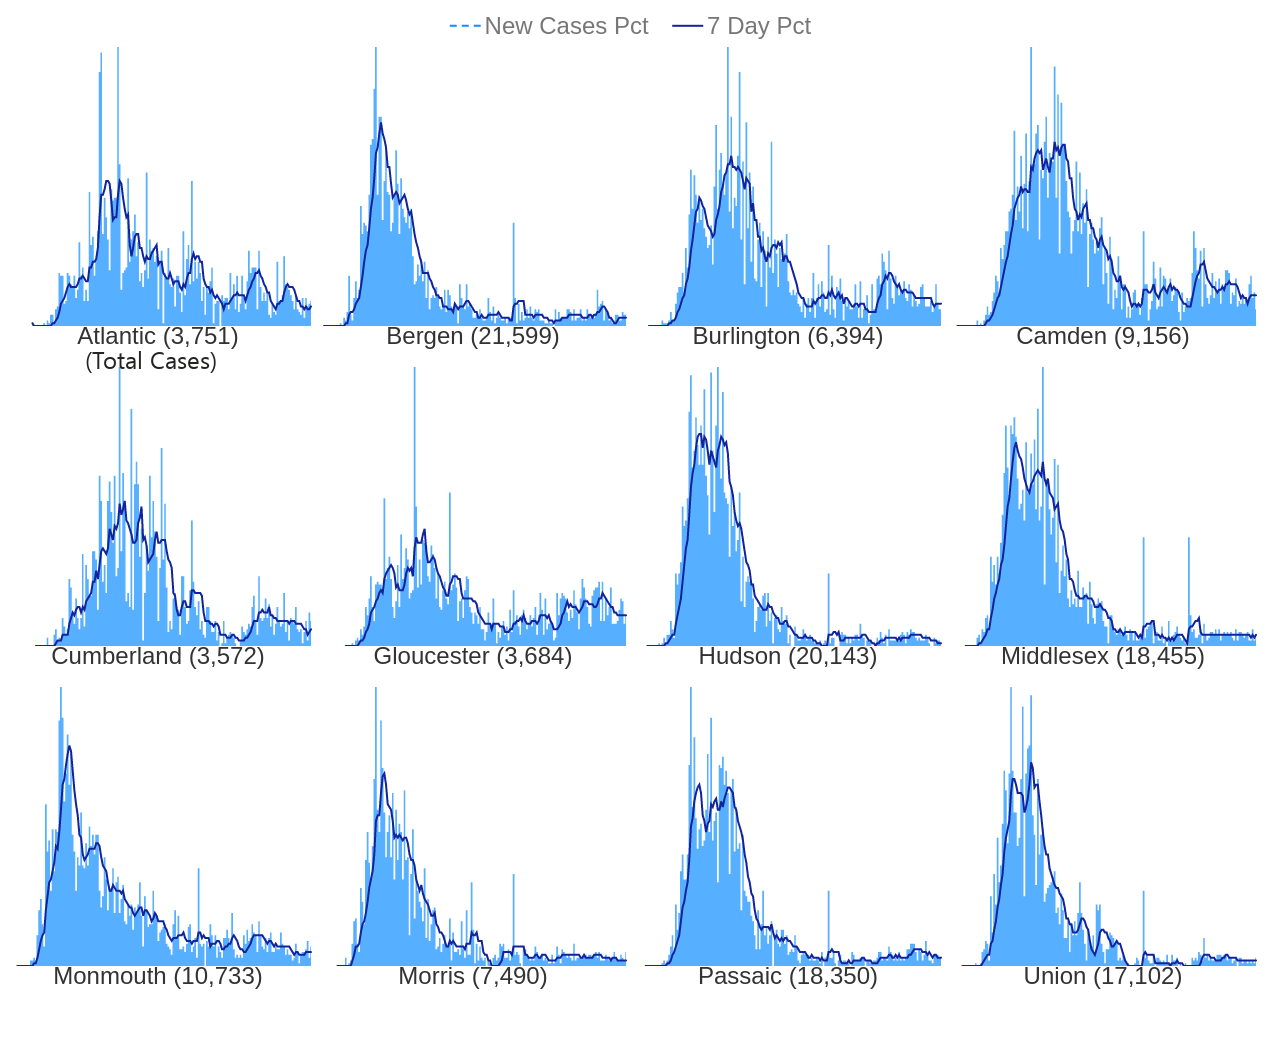 New Cases Pct 7 Day Pct
Atlantic (3,751) Bergen (21,599) Burlington (6,394) Camden (9,156)
(Total Cases)
Cumberland (3,572) Gloucester (3,684) Hudson (20,143) Middlesex (18,455)
Monmouth (10,733) Morris (7,490) Passaic (18,350) Union (17,102)